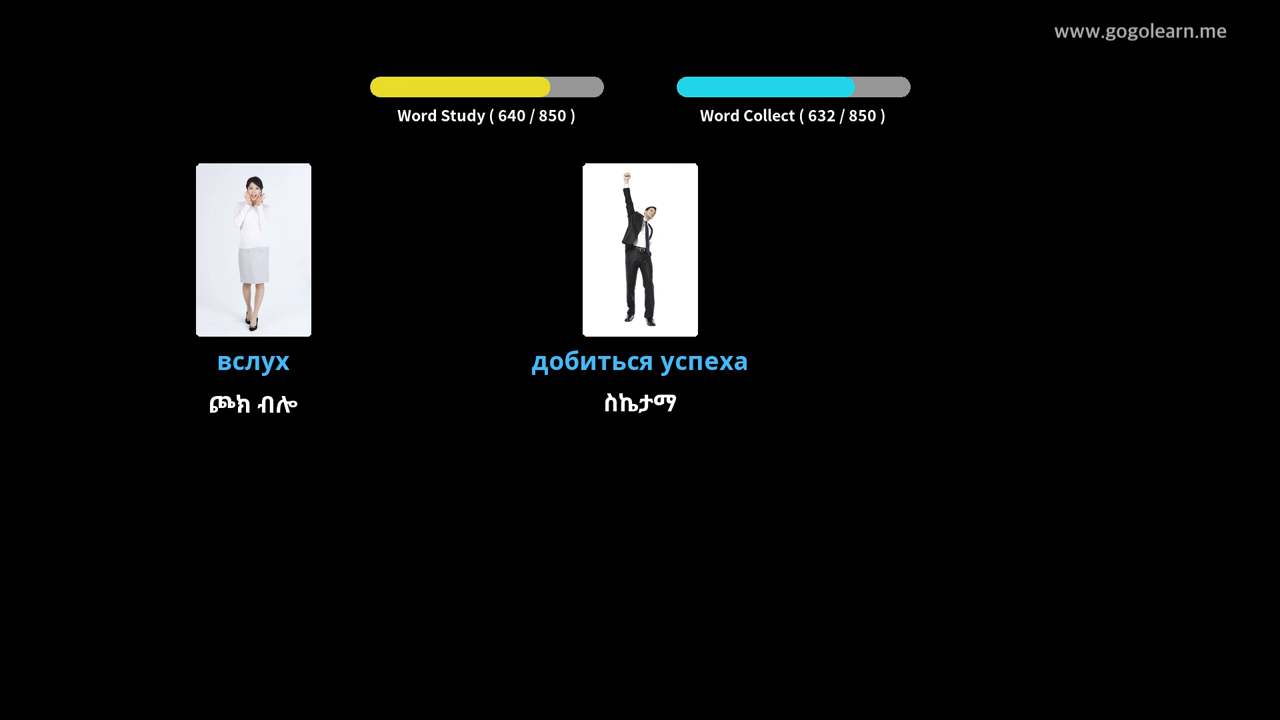 www.gogolearn.me
Word Study ( 640 / 850 )
Word Collect ( 632 / 850 )
вслух
добиться успеха
ጮክ ብሎ
ስኬታማ